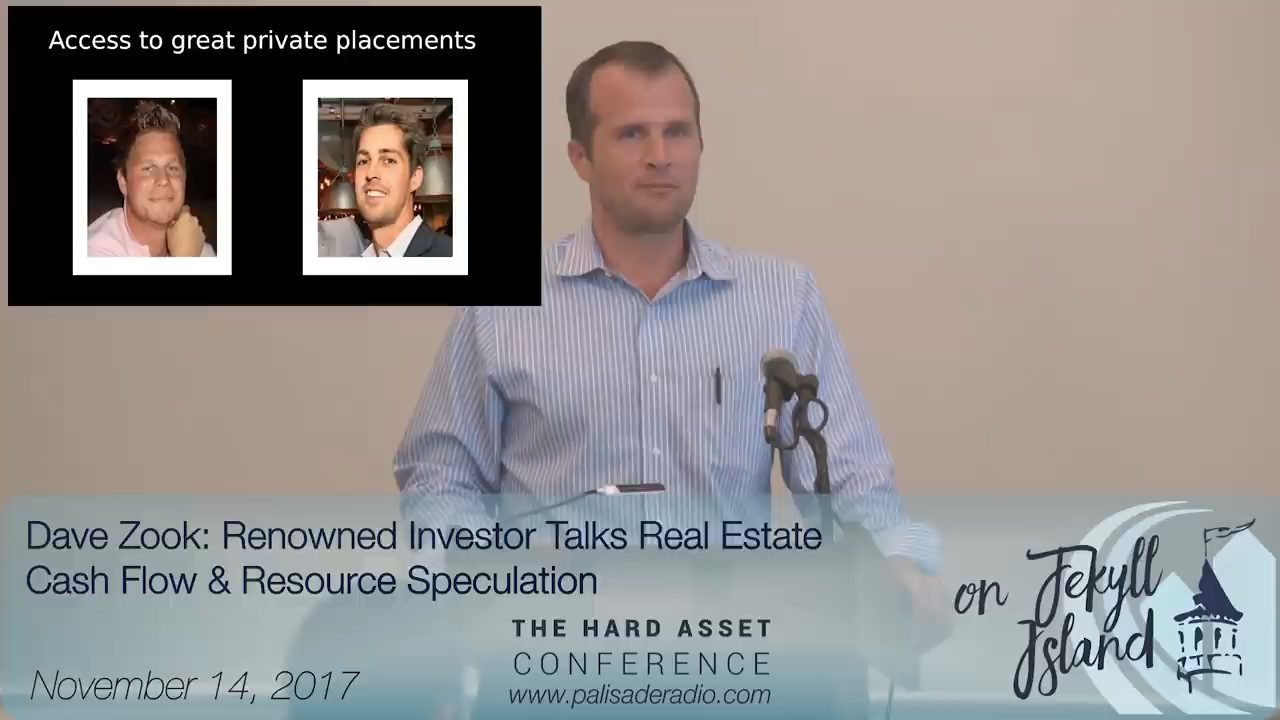 Access to great private placements
Dave Zook: Renowned Investor Talks Real Estate
Cash Flow & Resource Speculation
on Jekyll
Island
THE HARD ASSET
CONFERENCE
www.palisaderadio.com
November 14, 2017